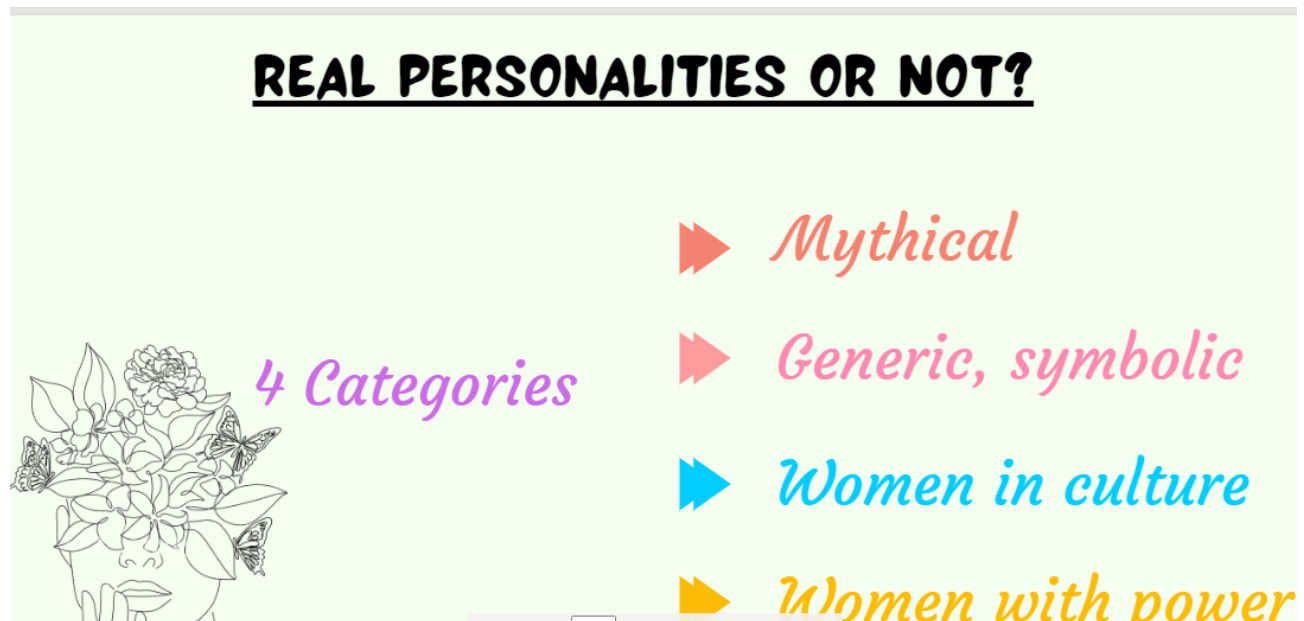 REAL PERSONALITIES OR NOT?
4 Categories
Mythical
Generic, symbolic
Women in culture
Women with power